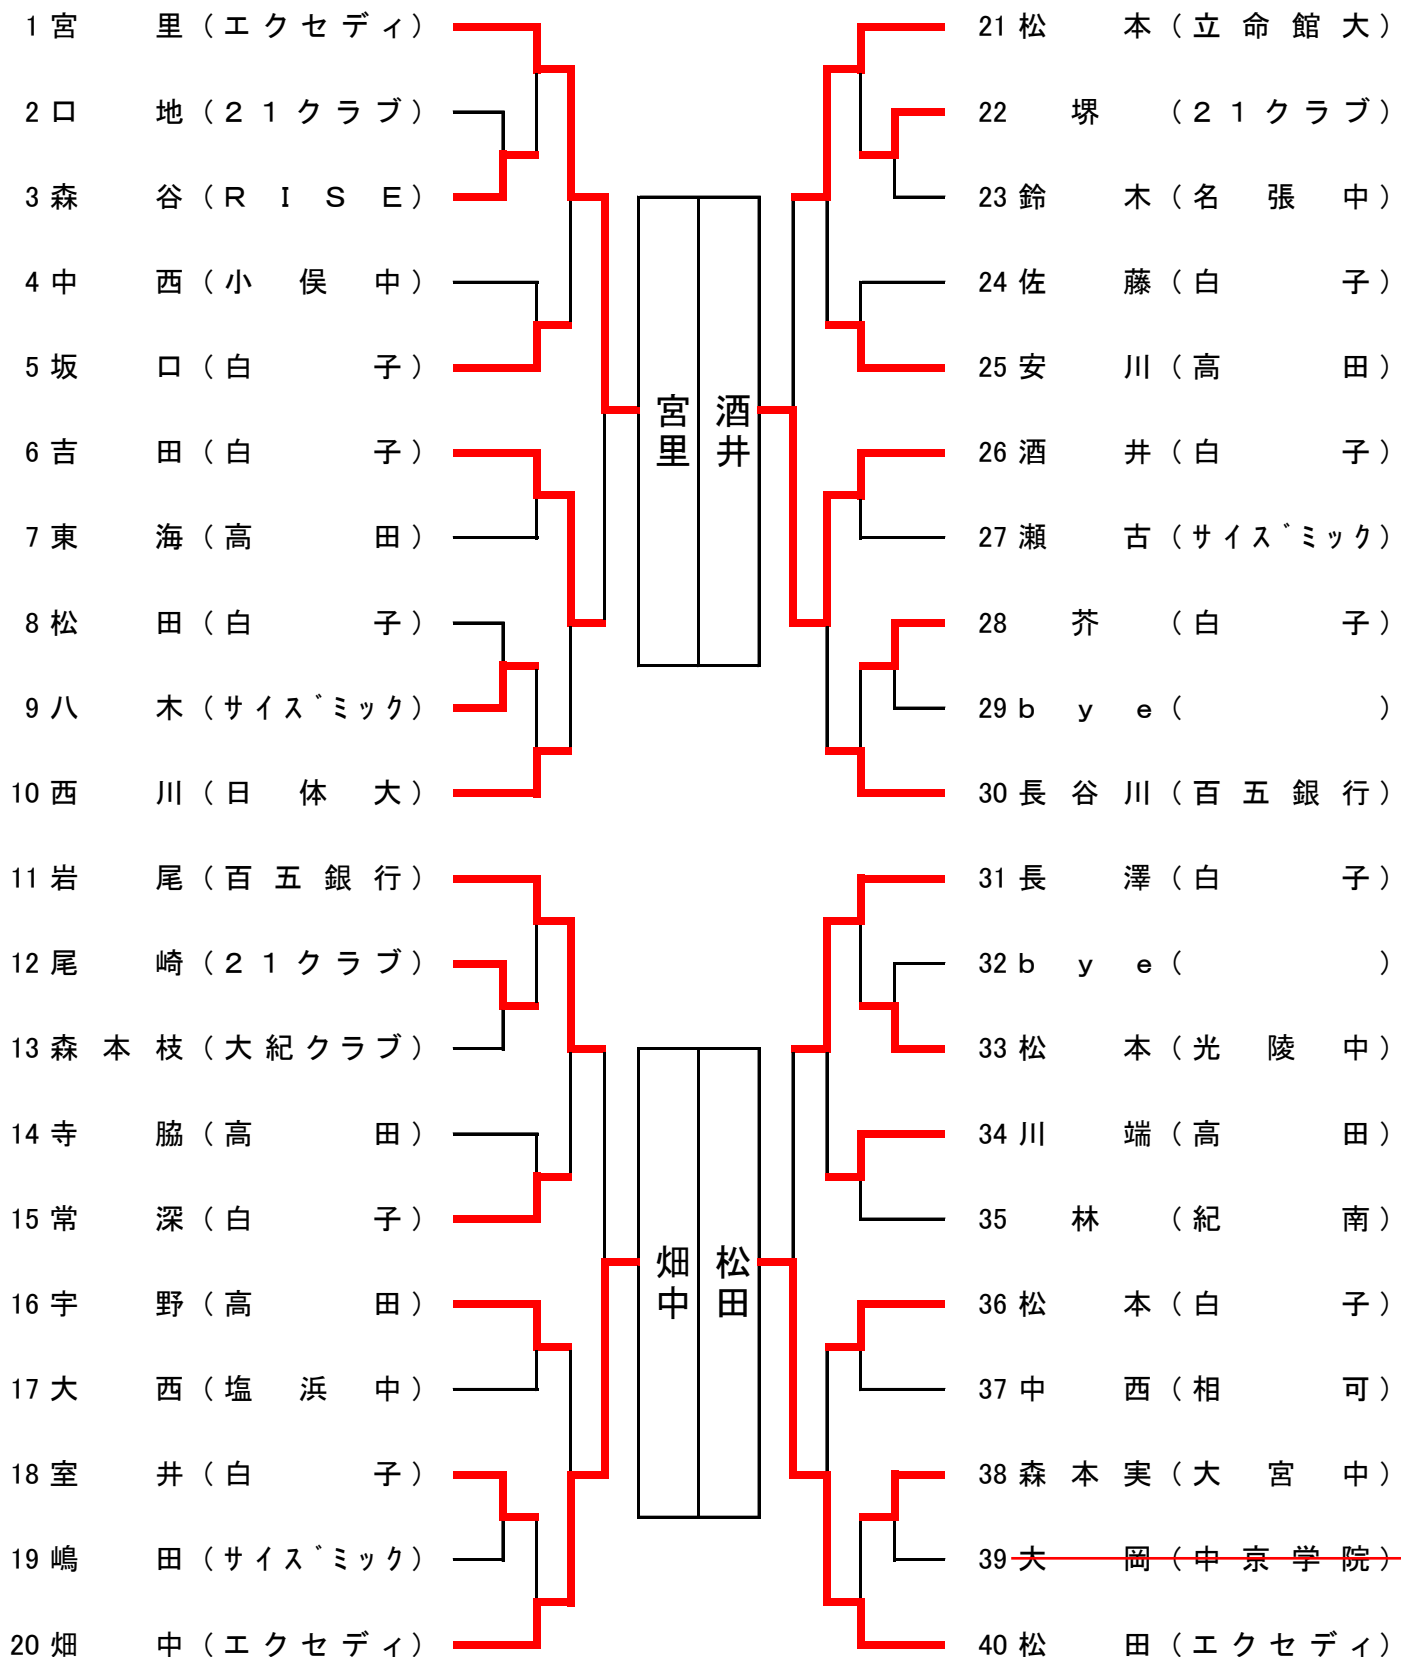 1 宮里(エクセディ)
2 口地(２１クラブ)
3 森谷(ＲＩＳＥ)
4 中西(小俣中)
5 坂口(白子)
6 吉田(白子)
7 東海(高田)
8 松田(白子)
9 八木(ｻｲｽﾞﾐｯｸ)
10 西川(日体大)
11 岩尾(百五銀行)
12 尾崎(２１クラブ)
13 森本枝(大紀クラブ)
14 寺脇(高田)
15 常深(白子)
16 宇野(高田)
17 大西(塩浜中)
18 室井(白子)
19 嶋田(ｻｲｽﾞﾐｯｸ)
20 畑中(エクセディ)
宮里
酒井
畑中
松田
21 松本(立命館大)
22 堺(２１クラブ)
23 鈴木(名張中)
24 佐藤(白子)
25 安川(高田)
26 酒井(白子)
27 瀬古(ｻｲｽﾞﾐｯｸ)
28 芥(白子)
29 ｂｙｅ( )
30 長谷川(百五銀行)
31 長澤(白子)
32 ｂｙｅ( )
33 松本(光陵中)
34 川端(高田)
35 林(紀南)
36 松本(白子)
37 中西(相可)
38 森本実(大宮中)
39 大岡(中京学院)
40 松田(エクセディ)